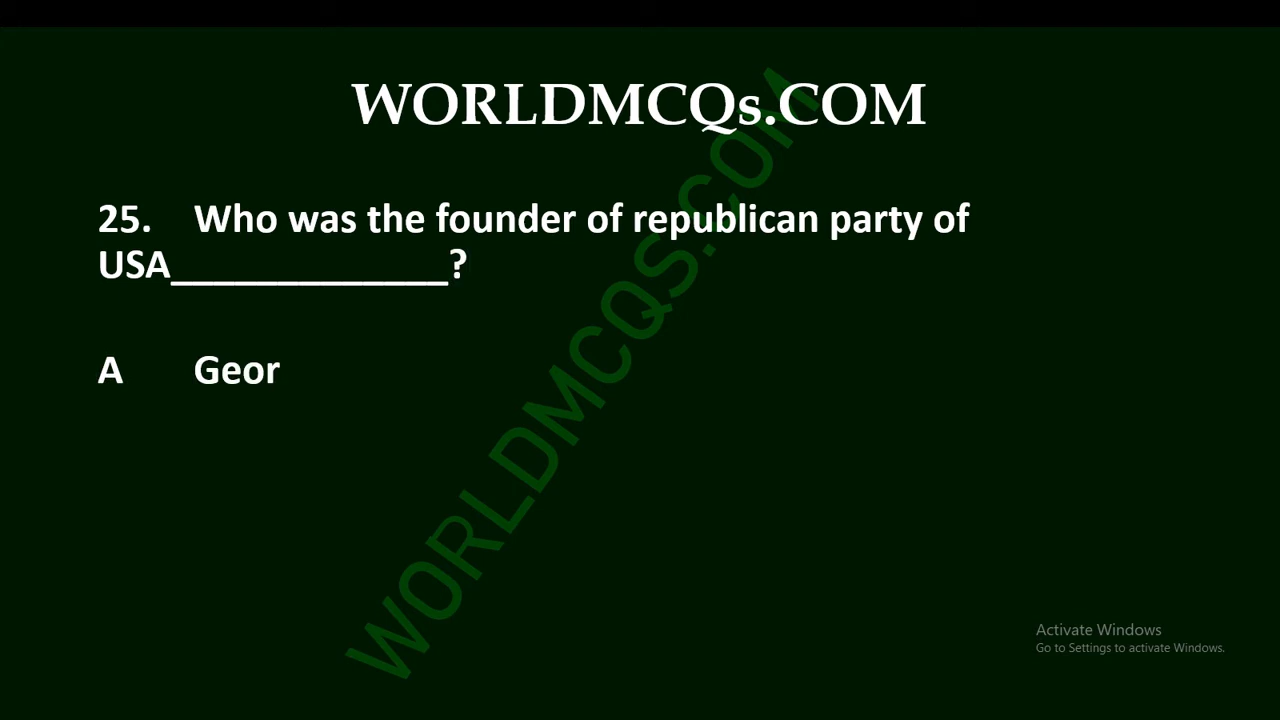 WORLDMCQs.COM
25. Who was the founder of republican party of
USA_____________?
A Geor
WORLDMCQS.COM
Activate Windows
Go to Settings to activate Windows.